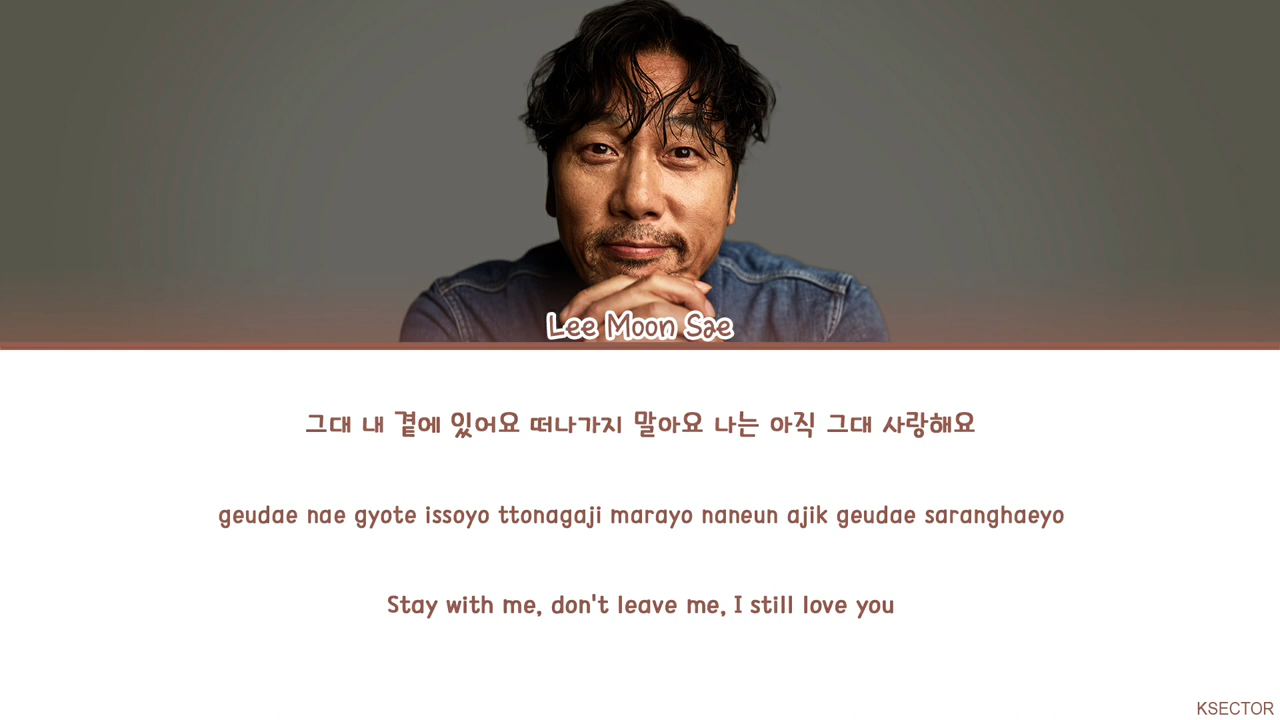 Lee Moon Sae
그대 내 곁에 있어요 떠나가지 말아요 나는 아직 그대 사랑해요
geudae nae gyote issoyo ttonagaji marayo naneun ajik geudae saranghaeyo
Stay with me, don't leave me, I still love you
KSECTOR